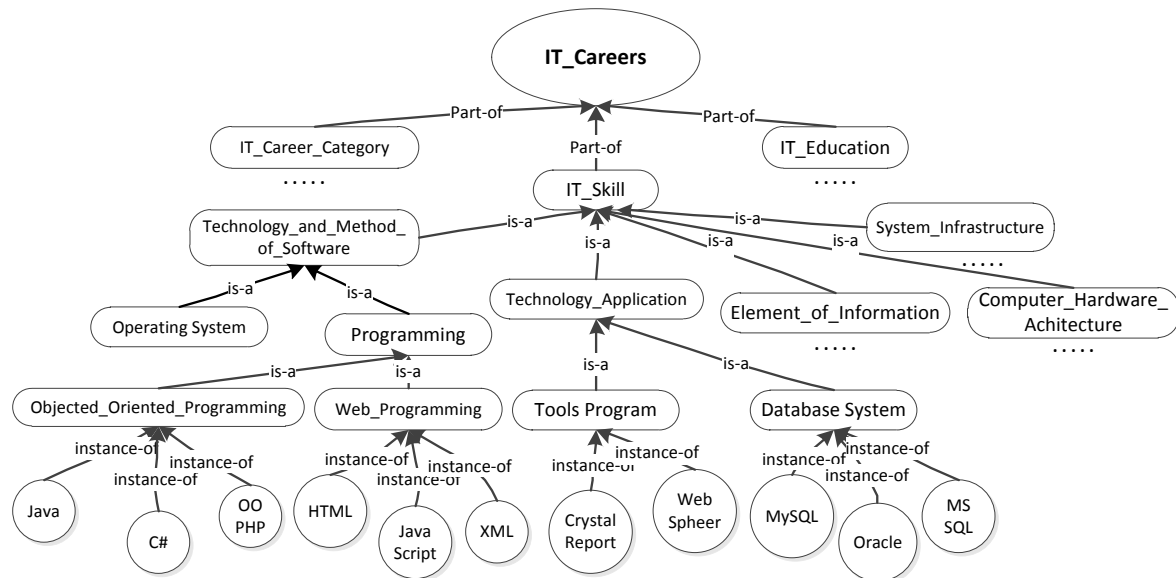 IT_Careers
Part-of
Part-of
Part-of
IT_Career_Category
.....
IT_Education
.....
IT_Skill
Technology_and_Method_
of_Software
is-a
is-a
is-a
is-a
is-a
System_Infrastructure
.....
is-a
is-a
Operating System
Programming
Technology_Application
Element_of_Information
.....
Computer_Hardware_
Achitecture
.....
is-a
is-a
is-a
is-a
Objected_Oriented_Programming
Web_Programming
Tools Program
Database System
instance-of
instance-of
instance-of
instance-of
instance-of
instance-of
instance-of
instance-of
instance-of
instance-of
instance-of
Java
C#
OO
PHP
HTML
Java
Script
XML
Crystal
Report
Web
Spheer
MySQL
Oracle
MS
SQL